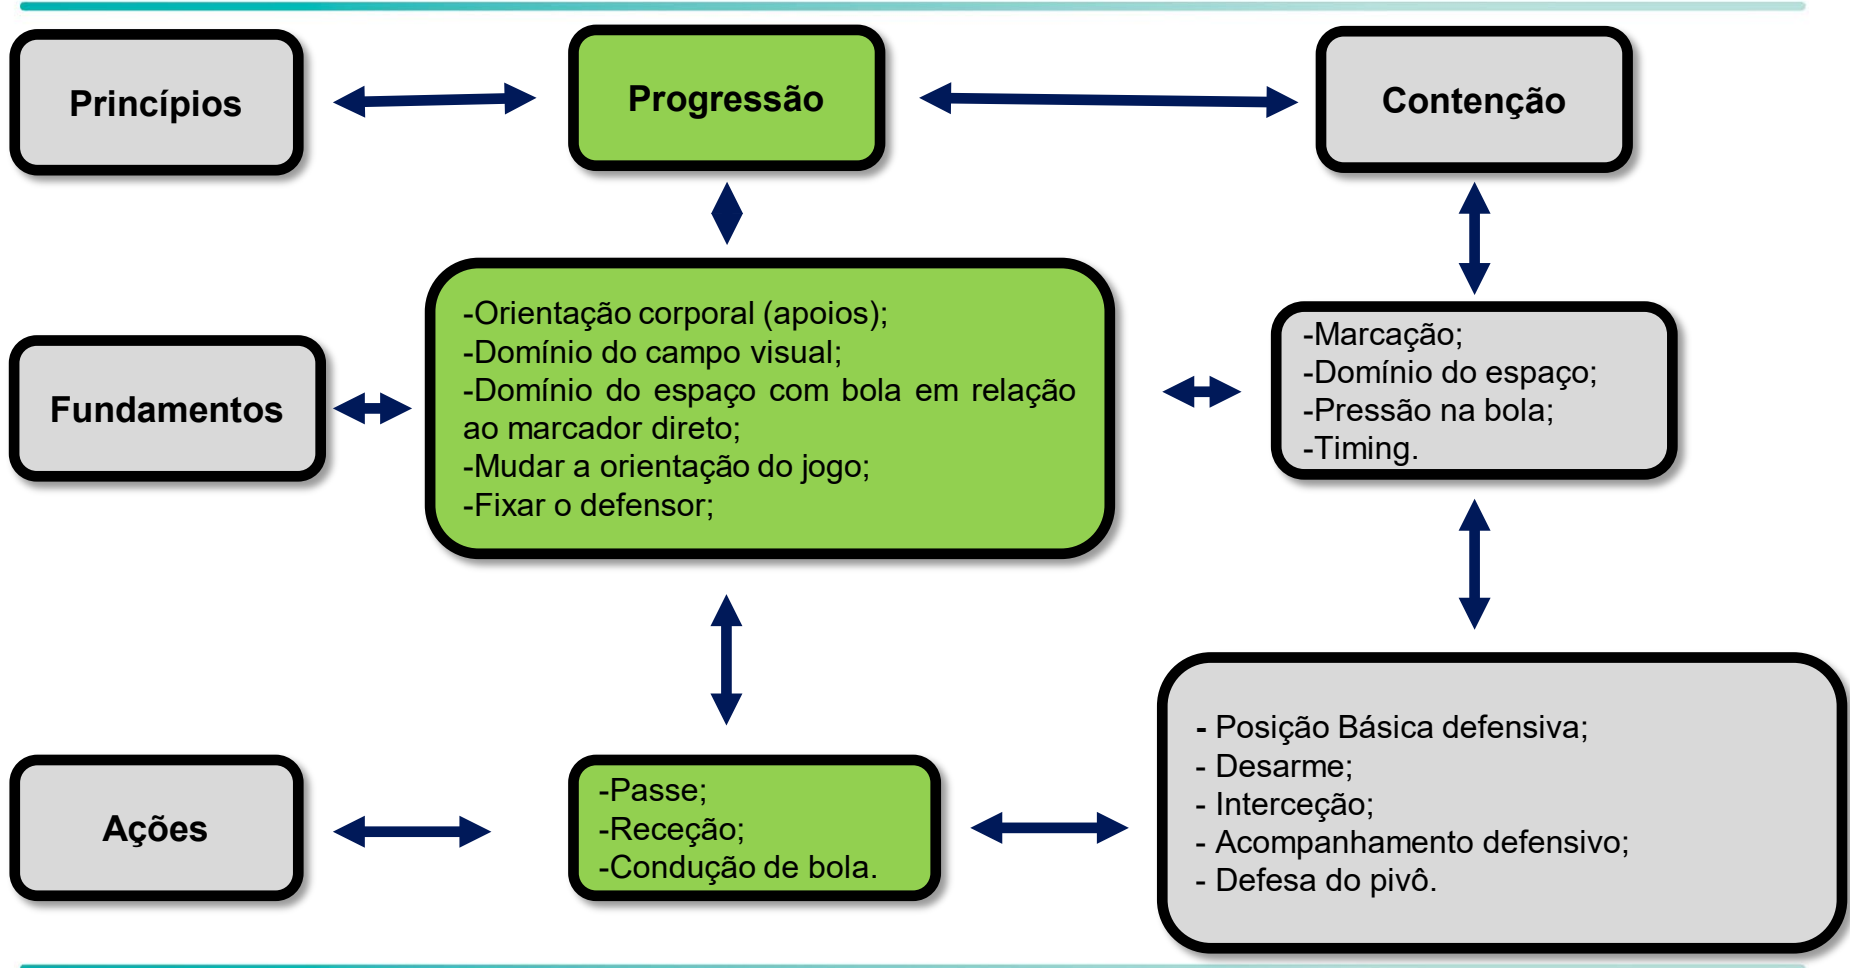 Princípios
Progressão
Contenção
Fundamentos
-Orientação corporal (apoios);
-Domínio do campo visual;
-Domínio do espaço com bola em relação
ao marcador direto;
-Mudar a orientação do jogo;
-Fixar o defensor;
-Marcação;
-Domínio do espaço;
-Pressão na bola;
-Timing.
Ações
-Passe;
-Receção;
-Condução de bola.
- Posição Básica defensiva;
- Desarme;
- Interceção;
- Acompanhamento defensivo;
- Defesa do pivô.